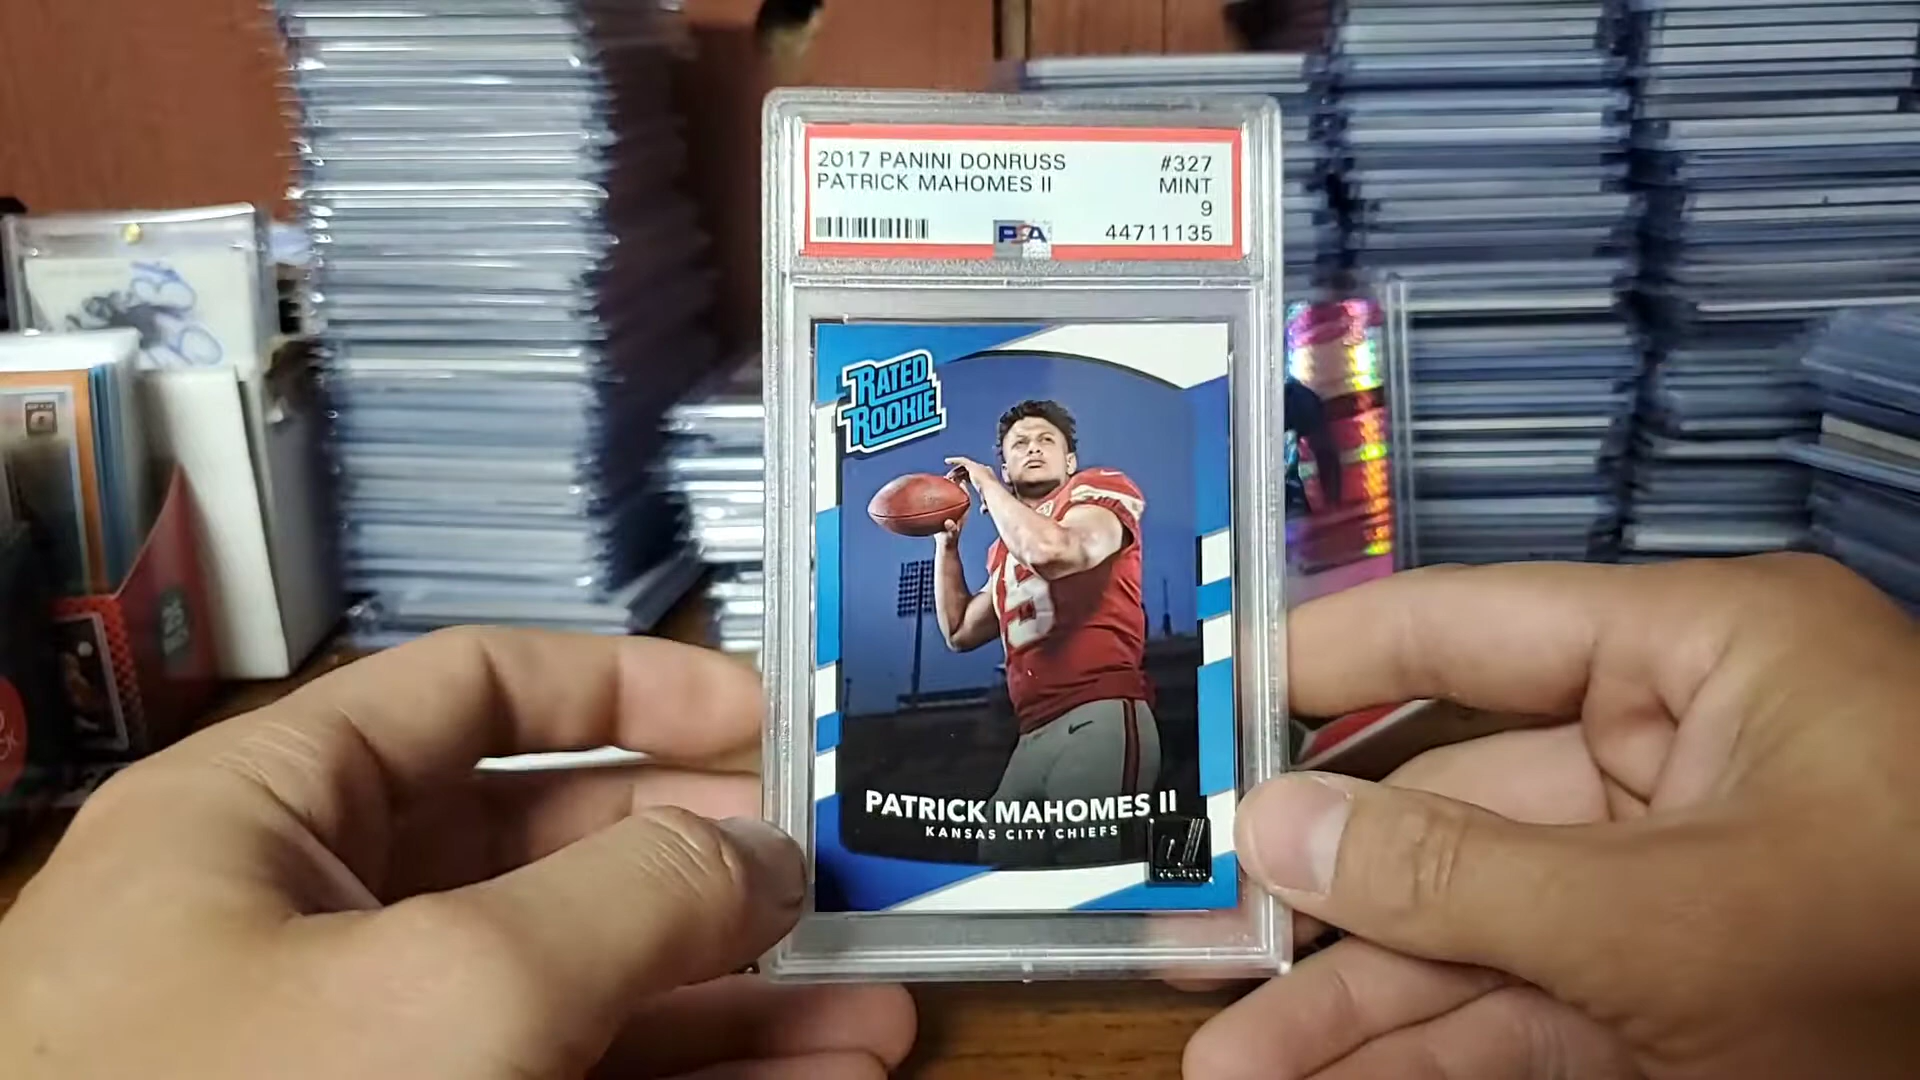 2017 PANINI DONRUSS #327
PATRICK MAHOMES II MINT
9
PSA 44711135
RATED
ROOKIE
5
PATRICK MAHOMES II
KANSAS CITY CHIEFS